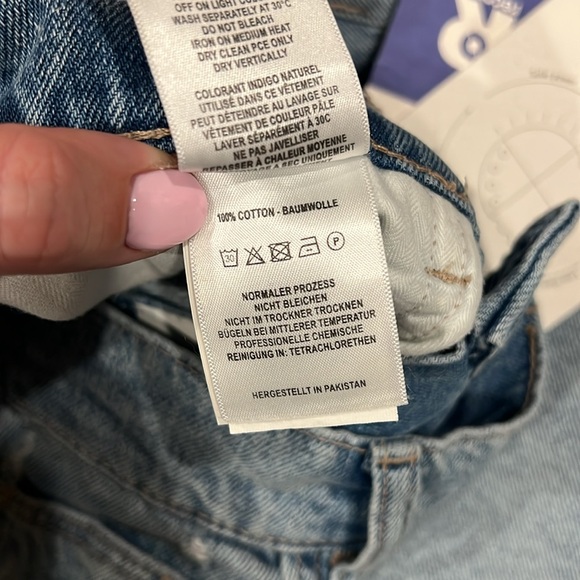 OFF ON LIGHT
WASH SEPARATELY AT 30°C
DO NOT BLEACH
IRON ON MEDIUM HEAT
DRY CLEAN PCE ONLY
DRY VERTICALLY
COLORANT INDIGO NATUREL
UTILISÉ DANS CE VÊTEMENT
PEUT DÉTEINDRE AU LAVAGE SUR
VÊTEMENT DE COULEUR PÂLE
LAVER SÉPARÉMENT À 30C
NE PAS JAVELLISER
REPASSER À CHALEUR MOYENNE
À SEC UNIQUEMENT
100% COTTON - BAUMWOLLE
30 P
NORMALER PROZESS
NICHT BLEICHEN
NICHT IM TROCKNER TROCKNEN
BÜGELN BEI MITTLERER TEMPERATUR
PROFESSIONELLE CHEMISCHE
REINIGUNG IN: TETRACHLORETHEN
HERGESTELLT IN PAKISTAN